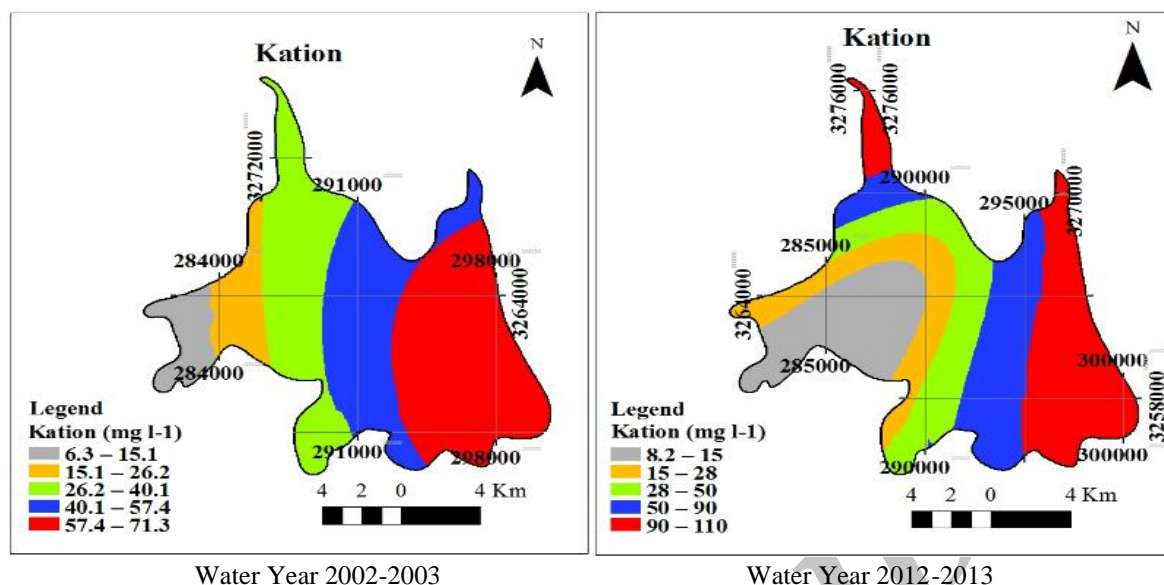 Kation
N
3272000
291000
284000
298000
3264000
284000
291000
298000
Legend
Kation (mg l-1)
6.3 – 15.1
15.1 – 26.2
26.2 – 40.1
40.1 – 57.4
57.4 – 71.3
4 2 0 4 Km
Water Year 2002-2003
Kation
N
3276000
3276000
290000
295000
3270000
285000
3264000
285000
300000
3258000
290000
300000
Legend
Kation (mg l-1)
8.2 – 15
15 – 28
28 – 50
50 – 90
90 – 110
4 2 0 4 Km
Water Year 2012-2013